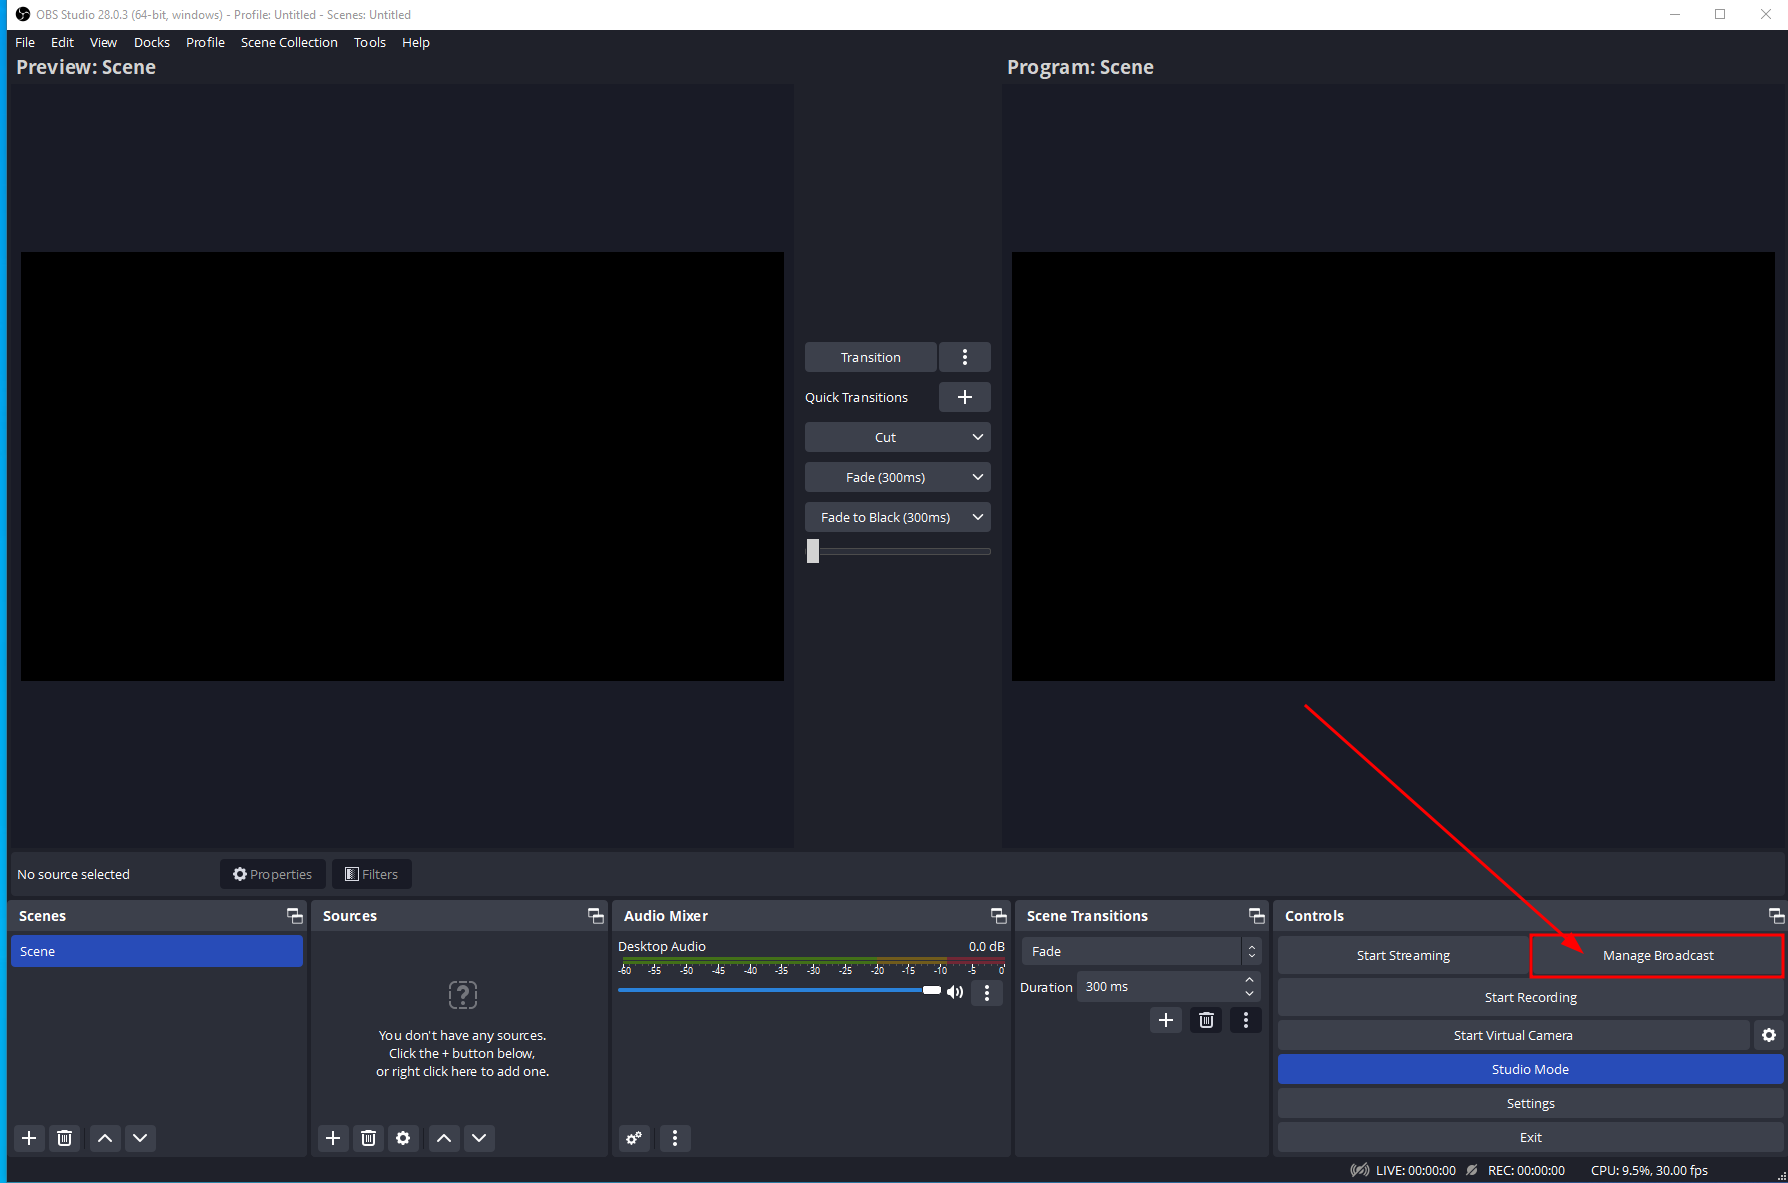 OBS Studio 28.0.3 (64-bit, windows) - Profile: Untitled - Scenes: Untitled
File Edit View Docks Profile Scene Collection Tools Help
Preview: Scene
Program: Scene
Transition
Quick Transitions
Cut
Fade (300ms)
Fade to Black (300ms)
No source selected
Properties
Filters
Scenes
Scene
Sources
You don't have any sources.
Click the + button below,
or right click here to add one.
Audio Mixer
Desktop Audio 0.0 dB
-60 -55 -50 -45 -40 -35 -30 -25 -20 -15 -10 -5 0
Scene Transitions
Fade
Duration 300 ms
Controls
Start Streaming
Manage Broadcast
Start Recording
Start Virtual Camera
Studio Mode
Settings
Exit
LIVE: 00:00:00 REC: 00:00:00 CPU: 9.5%, 30.00 fps